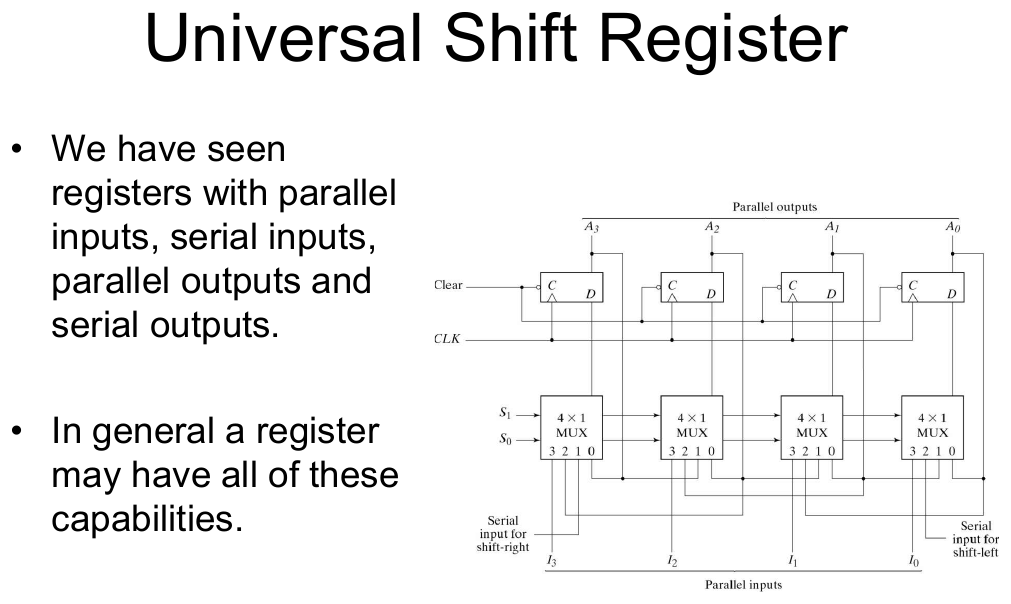 Universal Shift Register
• We have seen
registers with parallel
inputs, serial inputs,
parallel outputs and
serial outputs.
• In general a register
may have all of these
capabilities.
Parallel outputs
A3 A2 A1 A0
Clear C D C D C D C D
CLK
S1 4 × 1 4 × 1 4 × 1 4 × 1
S0 MUX MUX MUX MUX
3 2 1 0 3 2 1 0 3 2 1 0 3 2 1 0
Serial
input for
shift-right
Serial
input for
shift-left
I3 I2 I1 I0
Parallel inputs